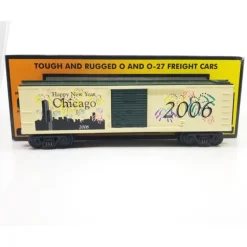 TOUGH AND RUGGED O AND O-27 FREIGHT CARS
Happy New Year
Chicago
2006
2006